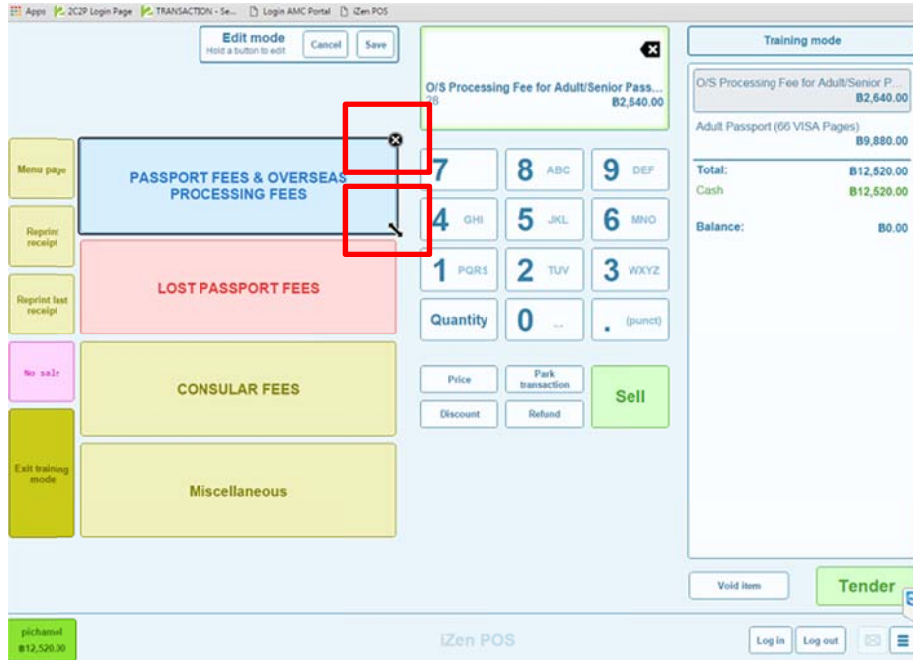 Apps 2C2P Login Page TRANSACTION - Se... Login AMC Portal iZen POS
Edit mode
Hold a button to edit
Cancel
Save
O/S Processing Fee for Adult/Senior Pass...
28 ฿2,640.00
Training mode
O/S Processing Fee for Adult/Senior P...
฿2,640.00
Adult Passport (66 VISA Pages)
฿9,880.00
Total: ฿12,520.00
Cash ฿12,520.00
Balance: ฿0.00
Menu page
Reprint
receipt
Reprint last
receipt
No sale
Exit training
mode
PASSPORT FEES & OVERSEAS
PROCESSING FEES
LOST PASSPORT FEES
CONSULAR FEES
Miscellaneous
7 8 ABC 9 DEF
4 GHI 5 JKL 6 MNO
1 PQRS 2 TUV 3 WXYZ
Quantity 0 . (punct)
Price
Park
transaction
Discount
Refund
Sell
Void item
Tender
฿12,520.00
iZen POS
Log in
Log out